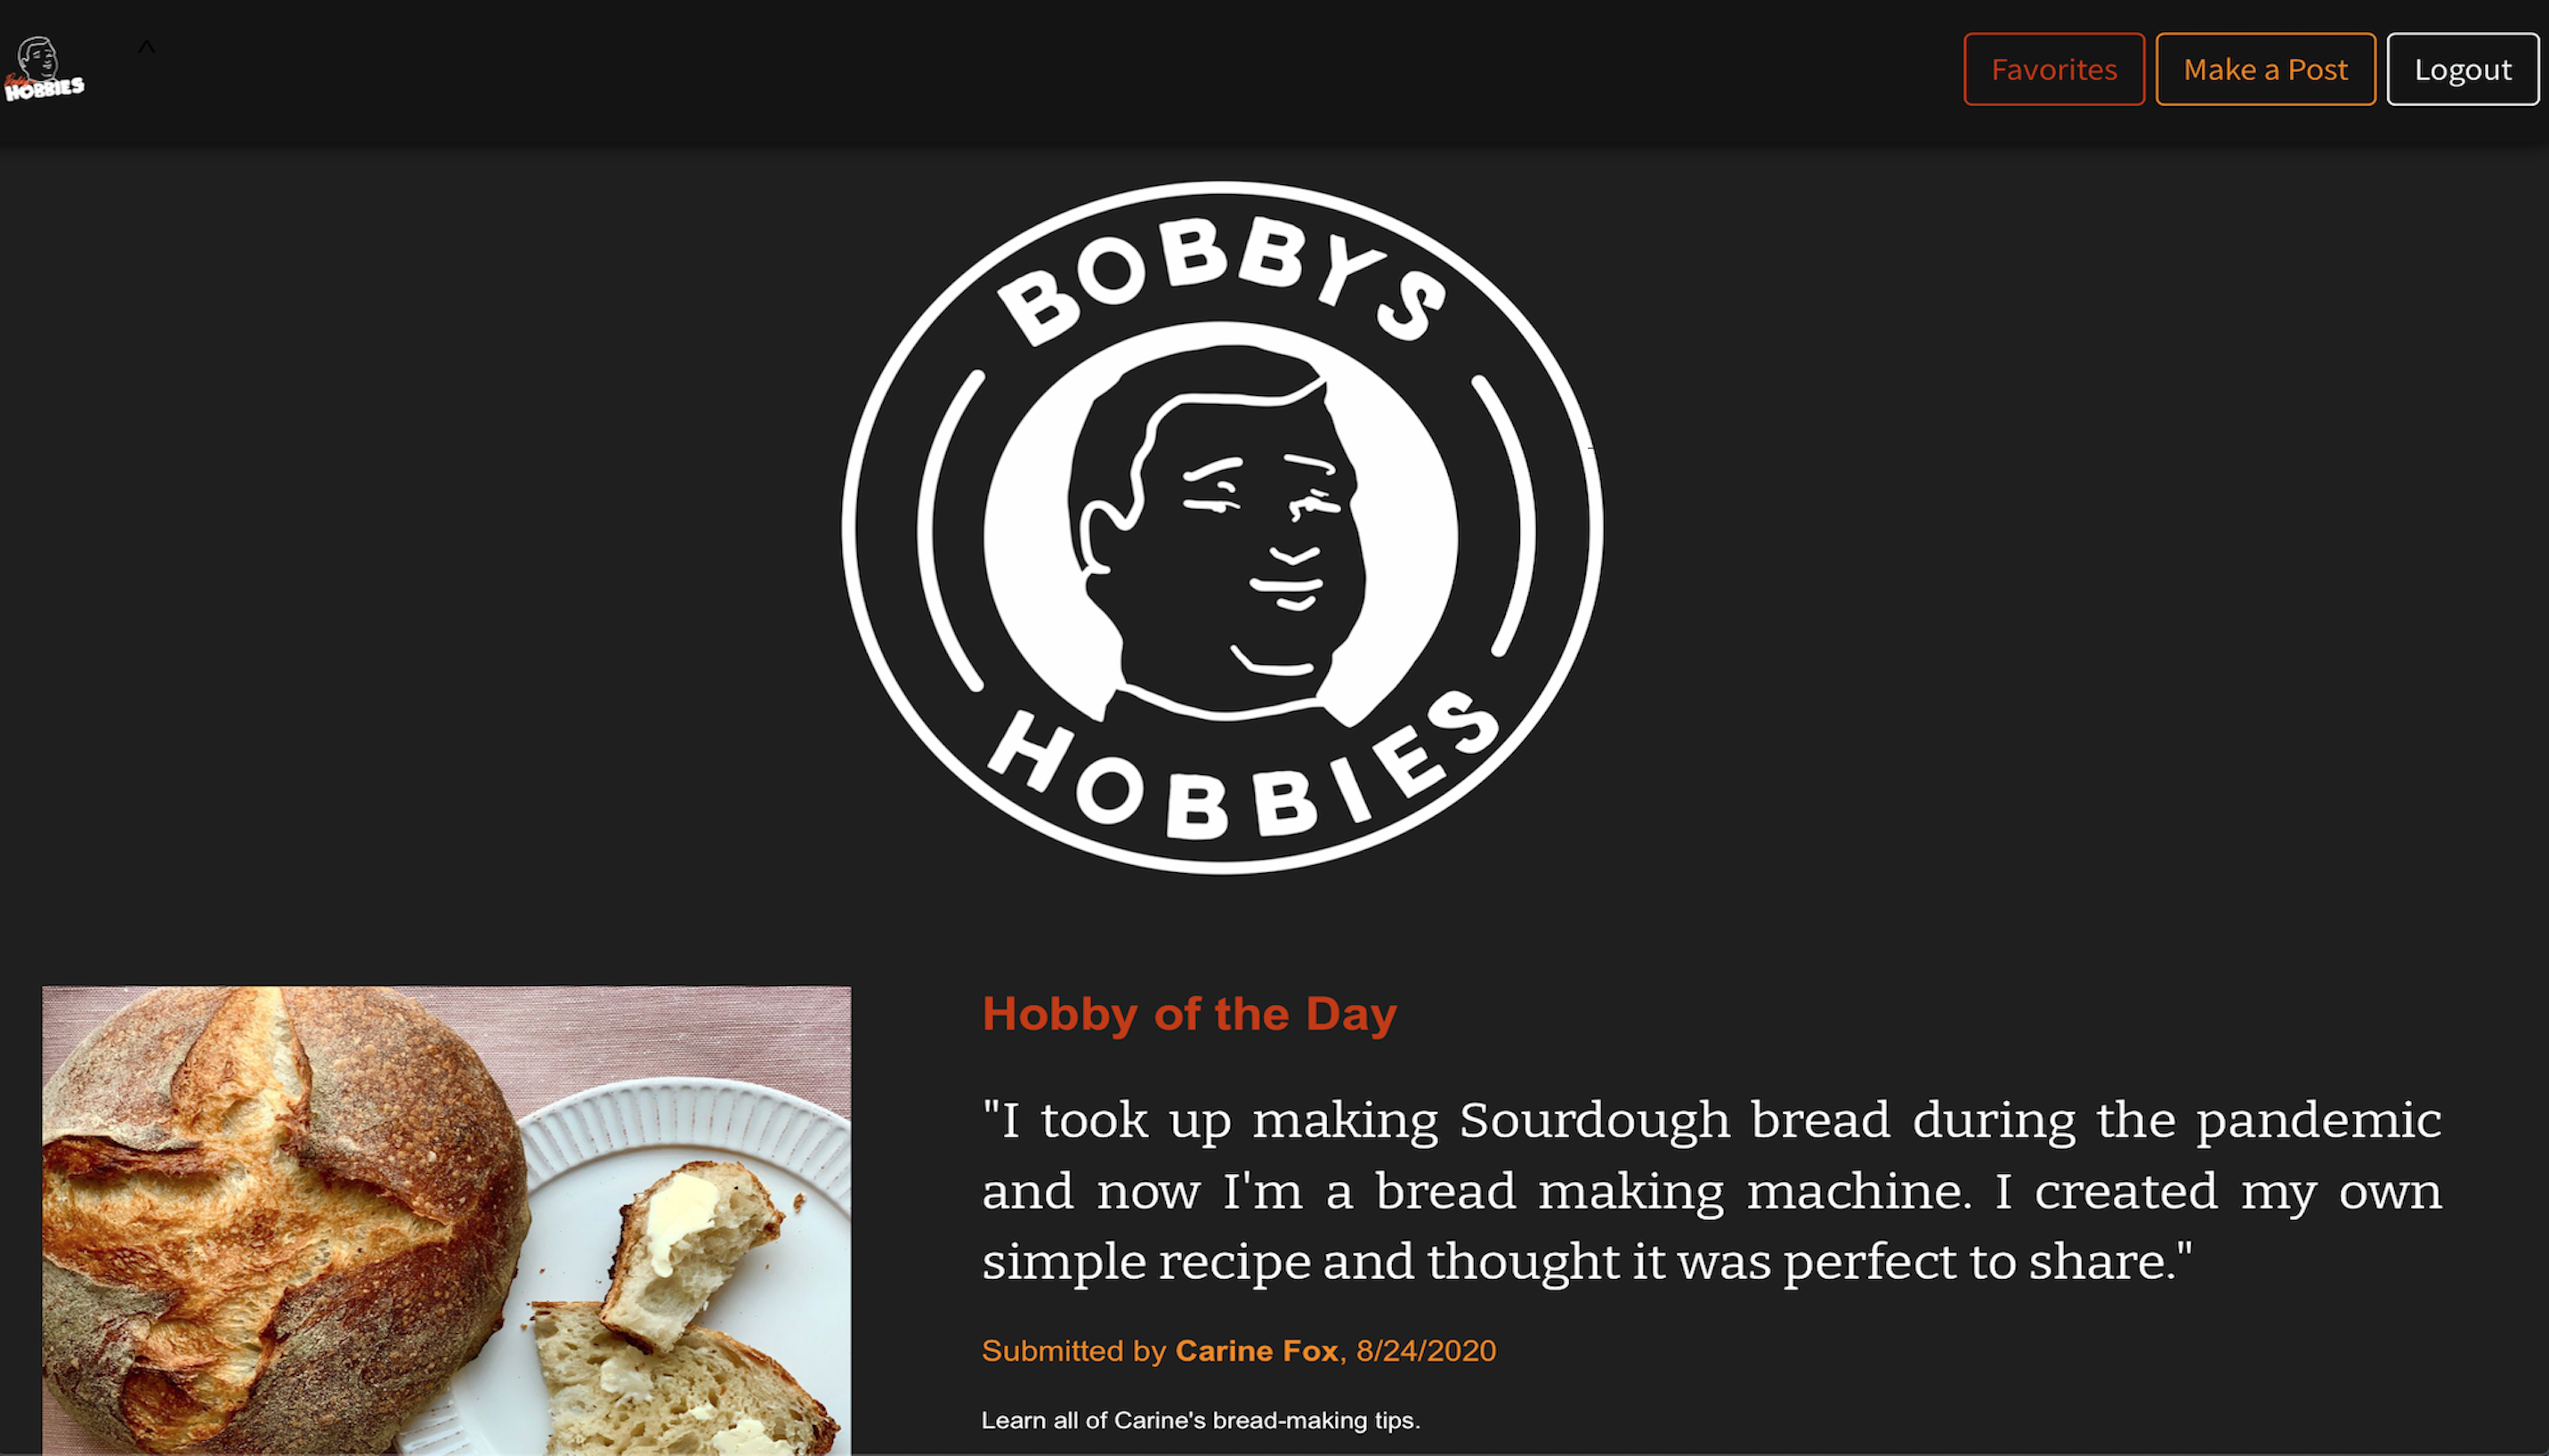 HOBBIES
^
Favorites
Make a Post
Logout
BOBBYS
HOBBIES
Hobby of the Day
"I took up making Sourdough bread during the pandemic
and now I'm a bread making machine. I created my own
simple recipe and thought it was perfect to share."
Submitted by Carine Fox, 8/24/2020
Learn all of Carine's bread-making tips.